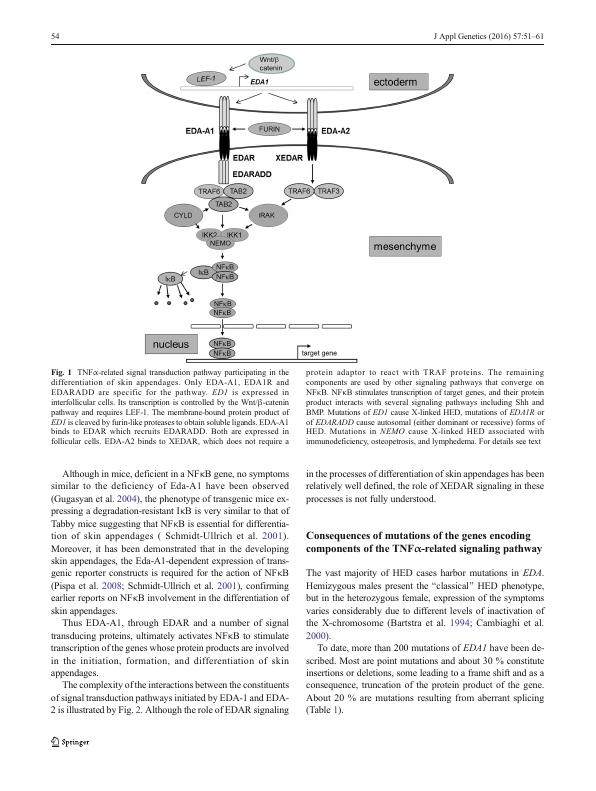 54
J Appl Genetics (2016) 57:51–61
Wnt/β
catenin
LEF-1
EDA1
ectoderm
EDA-A1
FURIN
EDA-A2
EDAR
XEDAR
EDARADD
TRAF6
TAB2
TRAF6
TRAF3
TAB2
CYLD
IRAK
IKK2
IKK1
NEMO
mesenchyme
NFκB
IκB
NFκB
IκB
NFκB
NFκB
nucleus
NFκB
NFκB
target gene
Fig. 1 TNFα-related signal transduction pathway participating in the
differentiation of skin appendages. Only EDA-A1, EDA1R and
EDARADD are specific for the pathway. ED1 is expressed in
interfollicular cells. Its transcription is controlled by the Wnt/β-catenin
pathway and requires LEF-1. The membrane-bound protein product of
ED1 is cleaved by furin-like proteases to obtain soluble ligands. EDA-A1
binds to EDAR which recruits EDARADD. Both are expressed in
follicular cells. EDA-A2 binds to XEDAR, which does not require a
protein adaptor to react with TRAF proteins. The remaining
components are used by other signaling pathways that converge on
NFκB. NFκB stimulates transcription of target genes, and their protein
product interacts with several signaling pathways including Shh and
BMP. Mutations of ED1 cause X-linked HED, mutations of EDA1R or
of EDARADD cause autosomal (either dominant or recessive) forms of
HED. Mutations in NEMO cause X-linked HED associated with
immunodeficiency, osteopetrosis, and lymphedema. For details see text
Although in mice, deficient in a NFκB gene, no symptoms
similar to the deficiency of Eda-A1 have been observed
(Gugasyan et al. 2004), the phenotype of transgenic mice ex-
pressing a degradation-resistant IκB is very similar to that of
Tabby mice suggesting that NFκB is essential for differentia-
tion of skin appendages ( Schmidt-Ullrich et al. 2001).
Moreover, it has been demonstrated that in the developing
skin appendages, the Eda-A1-dependent expression of trans-
genic reporter constructs is required for the action of NFκB
(Pispa et al. 2008; Schmidt-Ullrich et al. 2001), confirming
earlier reports on NFκB involvement in the differentiation of
skin appendages.
Thus EDA-A1, through EDAR and a number of signal
transducing proteins, ultimately activates NFκB to stimulate
transcription of the genes whose protein products are involved
in the initiation, formation, and differentiation of skin
appendages.
The complexity of the interactions between the constituents
of signal transduction pathways initiated by EDA-1 and EDA-
2 is illustrated by Fig. 2. Although the role of EDAR signaling
in the processes of differentiation of skin appendages has been
relatively well defined, the role of XEDAR signaling in these
processes is not fully understood.
Consequences of mutations of the genes encoding
components of the TNFα-related signaling pathway
The vast majority of HED cases harbor mutations in EDA.
Hemizygous males present the “classical” HED phenotype,
but in the heterozygous female, expression of the symptoms
varies considerably due to different levels of inactivation of
the X-chromosome (Bartstra et al. 1994; Cambiaghi et al.
2000).
To date, more than 200 mutations of EDA1 have been de-
scribed. Most are point mutations and about 30 % constitute
insertions or deletions, some leading to a frame shift and as a
consequence, truncation of the protein product of the gene.
About 20 % are mutations resulting from aberrant splicing
(Table 1).
Springer